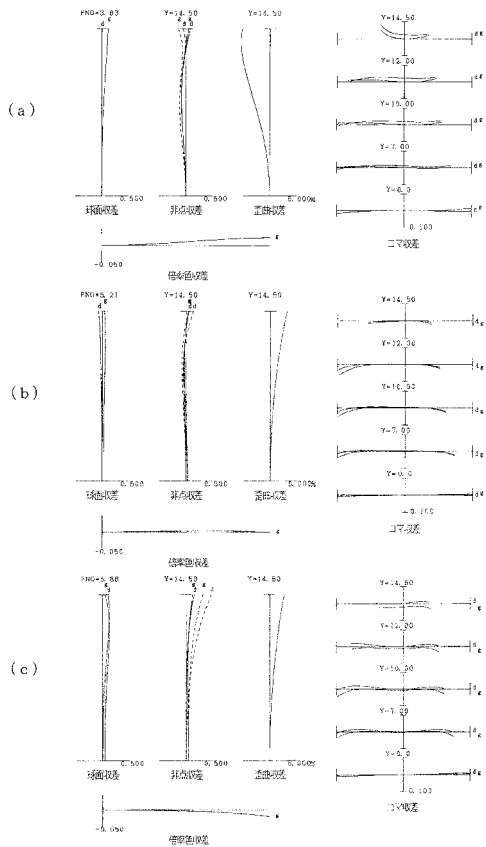 (a)
FNO=3.63
Y=14.50
Y=14.50
d g
0.500
球面収差
0.500
非点収差
5.000%
歪曲収差
g
-0.050
倍率色収差
Y=14.50
d g
Y=12.00
d g
Y=10.00
d g
Y=7.00
d g
Y=0.0
d g
0.100
コマ収差
(b)
FNO=5.21
Y=14.50
Y=14.50
0.500
球面収差
0.500
非点収差
5.000%
歪曲収差
g
-0.050
倍率色収差
Y=14.50
d g
Y=12.00
d g
Y=10.00
d g
Y=7.00
d g
Y=0.0
d g
0.100
コマ収差
(c)
FNO=5.86
Y=14.50
Y=14.50
0.500
球面収差
0.500
非点収差
5.000%
歪曲収差
g
-0.050
倍率色収差
Y=14.50
d g
Y=12.00
d g
Y=10.00
d g
Y=7.00
d g
Y=0.0
d g
0.100
コマ収差